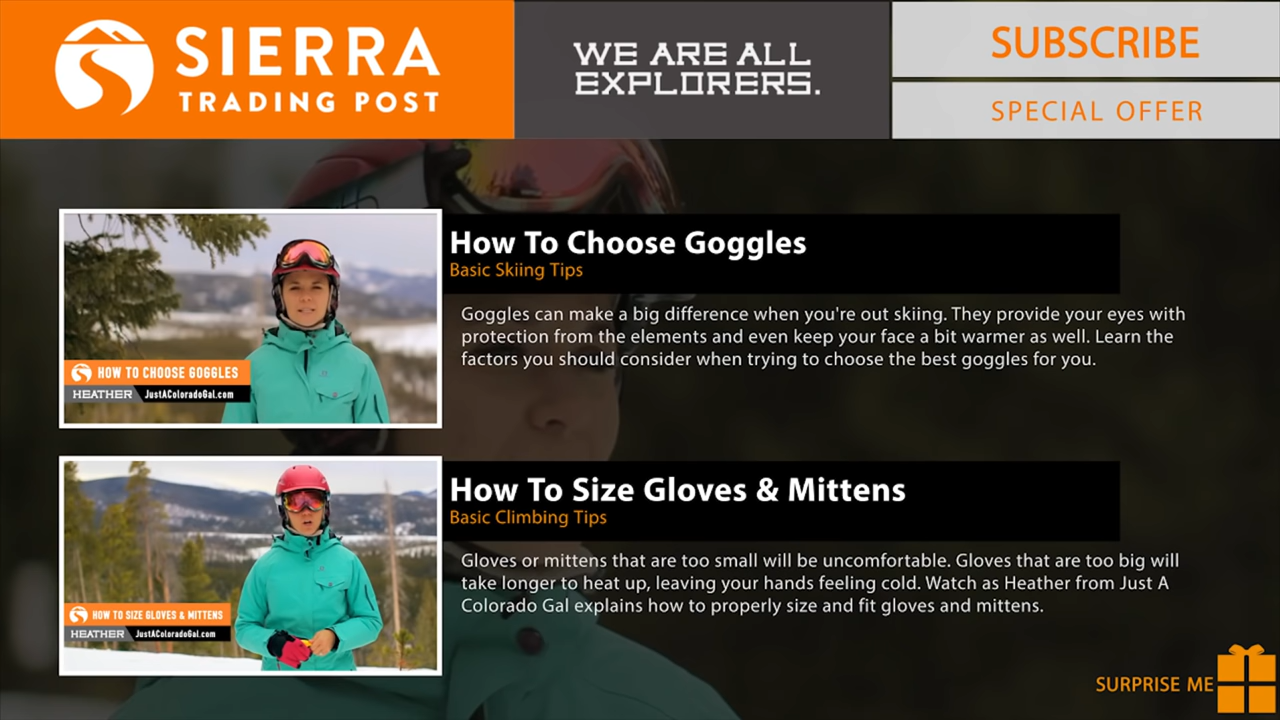 SIERRA
TRADING POST
WE ARE ALL
EXPLORERS.
SUBSCRIBE
SPECIAL OFFER
How To Choose Goggles
Basic Skiing Tips
Goggles can make a big difference when you're out skiing. They provide your eyes with
protection from the elements and even keep your face a bit warmer as well. Learn the
factors you should consider when trying to choose the best goggles for you.
HOW TO CHOOSE GOGGLES
HEATHER JustAColoradoGal.com
How To Size Gloves & Mittens
Basic Climbing Tips
Gloves or mittens that are too small will be uncomfortable. Gloves that are too big will
take longer to heat up, leaving your hands feeling cold. Watch as Heather from Just A
Colorado Gal explains how to properly size and fit gloves and mittens.
HOW TO SIZE GLOVES & MITTENS
HEATHER JustAColoradoGal.com
SURPRISE ME